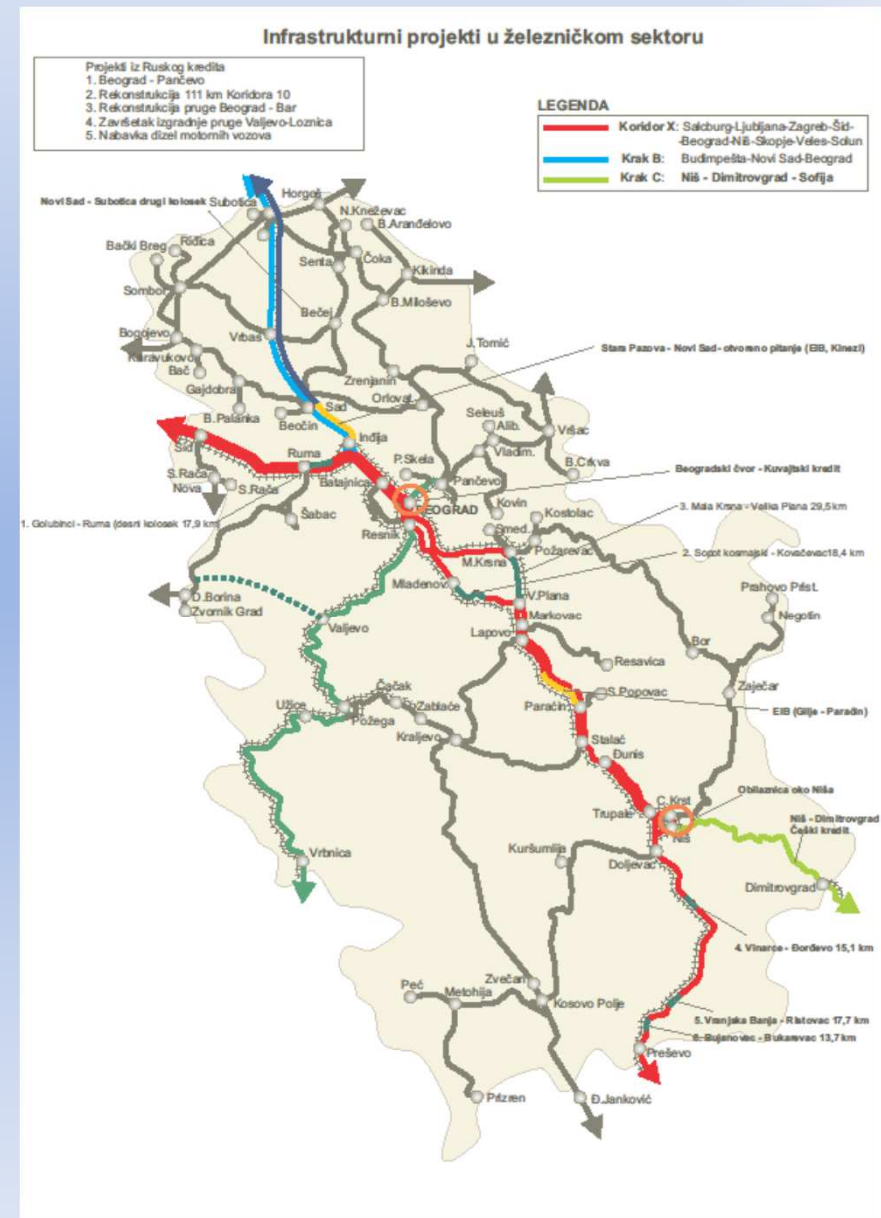 Infrastrukturni projekti u železničkom sektoru
Projekti iz Ruskog kredita
1. Beograd - Pančevo
2. Rekonstrukcija 111 km Koridora 10
3. Rekonstrukcija pruge Beograd - Bar
4. Završetak izgradnje pruge Valjevo-Loznica
5. Nabavka dizel motornih vozova
LEGENDA
Koridor X: Salcburg-Ljubljana-Zagreb-Šid-
-Beograd-Niš-Skopje-Veles-Solun
Krak B: Budimpešta-Novi Sad-Beograd
Krak C: Niš - Dimitrovgrad - Sofija
Novi Sad - Subotica drugi kolosek
Subotica
Horgoš
N.Kneževac
B.Aranđelovo
Bački Breg
Riđica
Senta
Čoka
Kikinda
Sombor
B.Miloševo
Bečej
Bogojevo
Vrbas
Karavukovo
Bač
J.Tomić
Stara Pazova - Novi Sad- otvoreno pitanje (EIB, Kinezi)
Gajdobra
Zrenjanin
Orlovat
B.Palanka
Beočin
Sad
Seleuš
Alib.
Vršac
Šid
Inđija
Vladim.
Ruma
P.Skela
B.Crkva
S.Rača
Nova
S.Rača
Batajnica
Pančevo
Beogradski čvor - Kuvajtski kredit
Kovin
3. Mala Krsna - Velika Plana 29,5 km
Šabac
BEOGRAD
Kostolac
1. Golubinci - Ruma (desni kolosek 17,9 km)
Resnik
Smed.
Požarevac
M.Krsna
2. Sopot kosmajski - Kovačevac18,4 km
Mladenov.
Prahovo Prist.
D.Borina
Zvornik Grad
V.Plana
Negotin
Markovac
Valjevo
Lapovo
Bor
Resavica
Zaječar
Čačak
S.Popovac
Užice
Zablaće
Paraćin
EIB (Gilje - Paraćin)
Požega
Kraljevo
Stalać
Đunis
Obilaznica oko Niša
Trupale
C.Krst
Niš
Niš - Dimitrovgrad
Češki kredit
Vrbnica
Kuršumlija
Doljevac
Dimitrovgrad
4. Vinarce - Đorđevo 15,1 km
Peć
Metohija
Zvečan
Kosovo Polje
5. Vranjska Banja - Ristovac 17,7 km
6. Bujanovac - Bukarevac 13,7 km
Preševo
Prizren
Đ.Janković